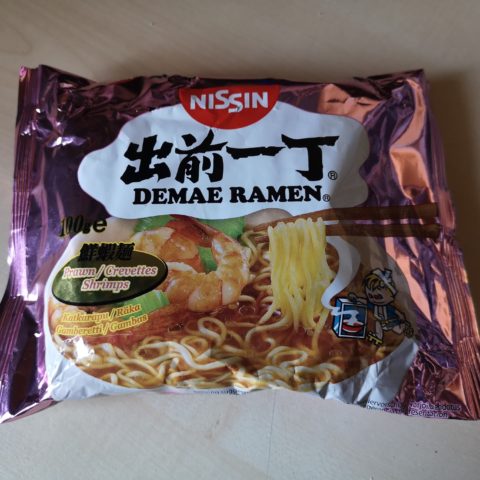 NISSIN
出前一丁®
DEMAE RAMEN®
100g e
鮮蝦麵
Prawn / Crevettes
Shrimps
Katkarapu / Räka
Gamberetti / Gambas